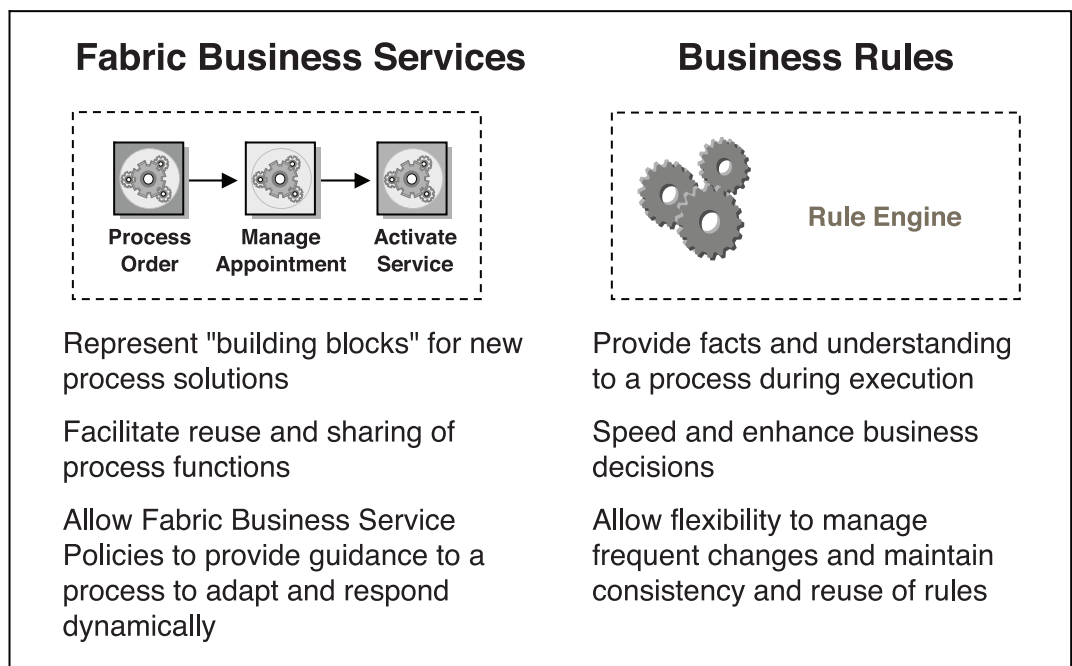 Fabric Business Services
Process
Order
Manage
Appointment
Activate
Service
Represent "building blocks" for new
process solutions
Facilitate reuse and sharing of
process functions
Allow Fabric Business Service
Policies to provide guidance to a
process to adapt and respond
dynamically
Business Rules
Rule Engine
Provide facts and understanding
to a process during execution
Speed and enhance business
decisions
Allow flexibility to manage
frequent changes and maintain
consistency and reuse of rules